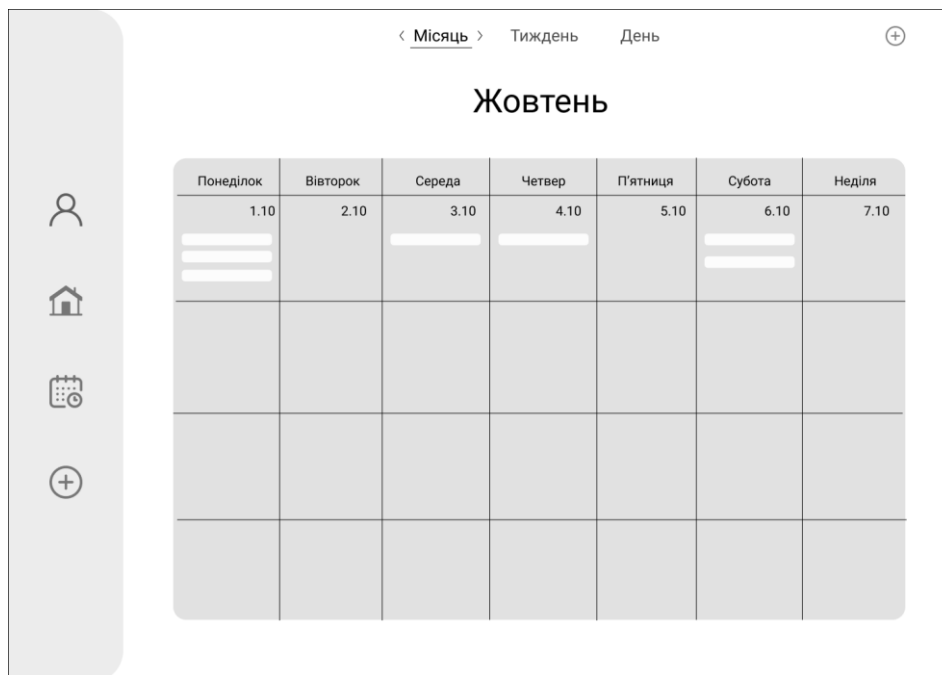 < Місяць > Тиждень День
Жовтень
Понеділок Вівторок Середа Четвер П'ятниця Субота Неділя
1.10 2.10 3.10 4.10 5.10 6.10 7.10